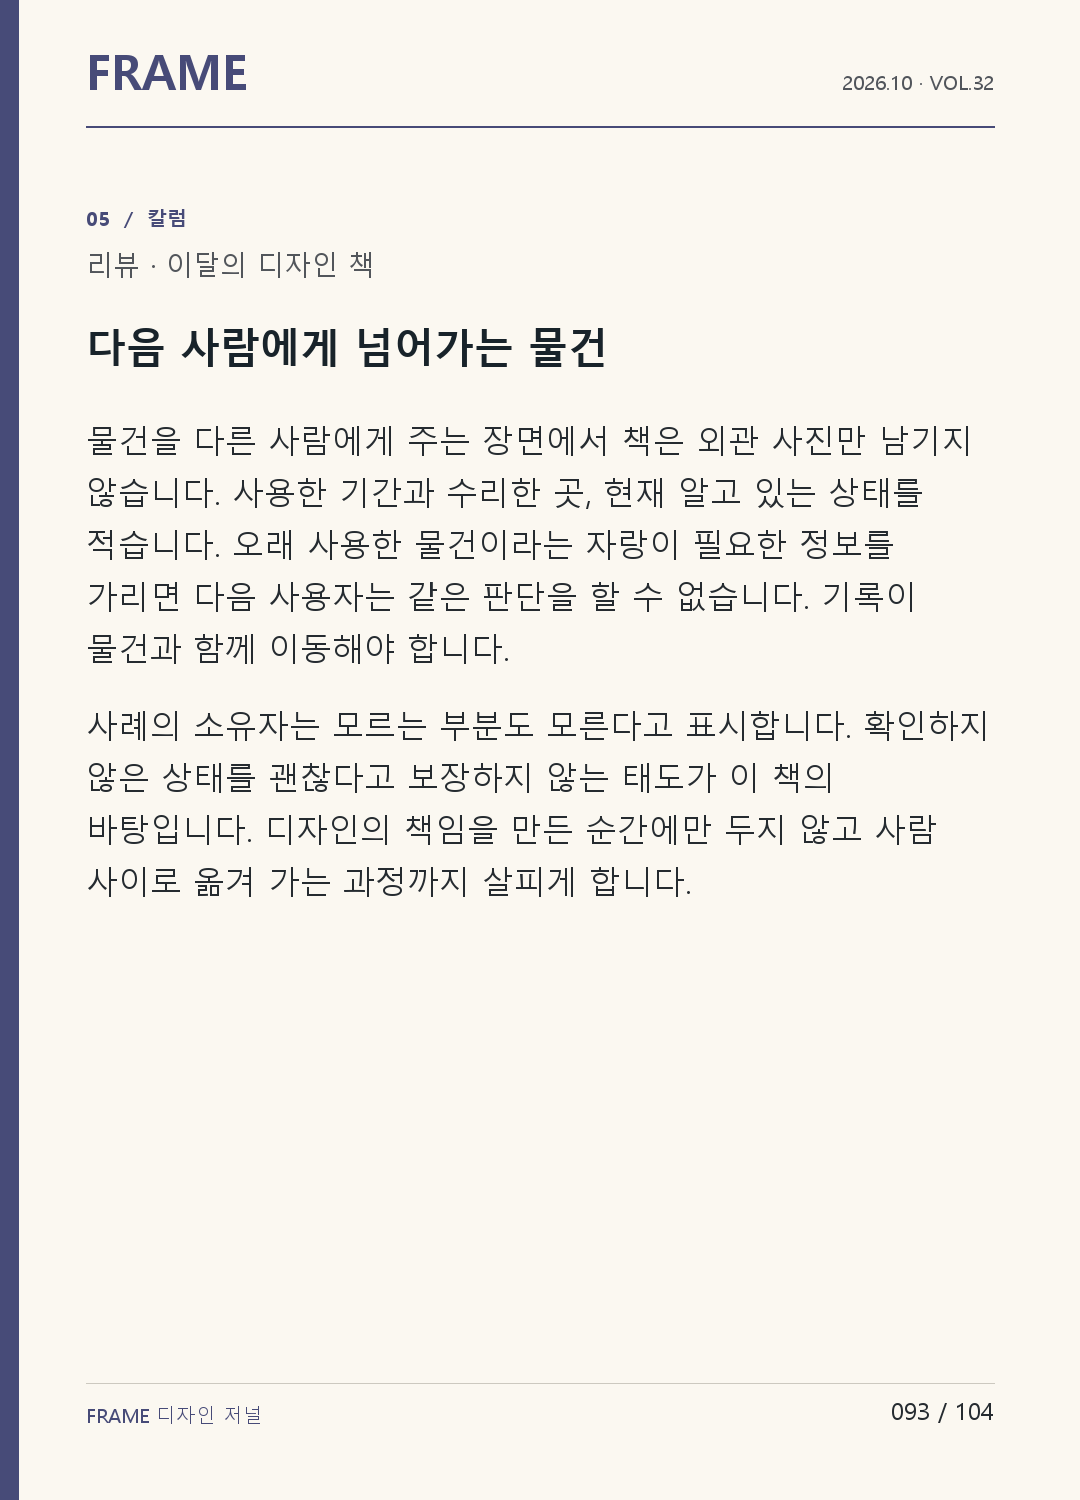 FRAME
2026.10 · VOL.32
05 / 칼럼
리뷰 · 이달의 디자인 책
다음 사람에게 넘어가는 물건
물건을 다른 사람에게 주는 장면에서 책은 외관 사진만 남기지
않습니다. 사용한 기간과 수리한 곳, 현재 알고 있는 상태를
적습니다. 오래 사용한 물건이라는 자랑이 필요한 정보를
가리면 다음 사용자는 같은 판단을 할 수 없습니다. 기록이
물건과 함께 이동해야 합니다.
사례의 소유자는 모르는 부분도 모른다고 표시합니다. 확인하지
않은 상태를 괜찮다고 보장하지 않는 태도가 이 책의
바탕입니다. 디자인의 책임을 만든 순간에만 두지 않고 사람
사이로 옮겨 가는 과정까지 살피게 합니다.
FRAME 디자인 저널
093 / 104